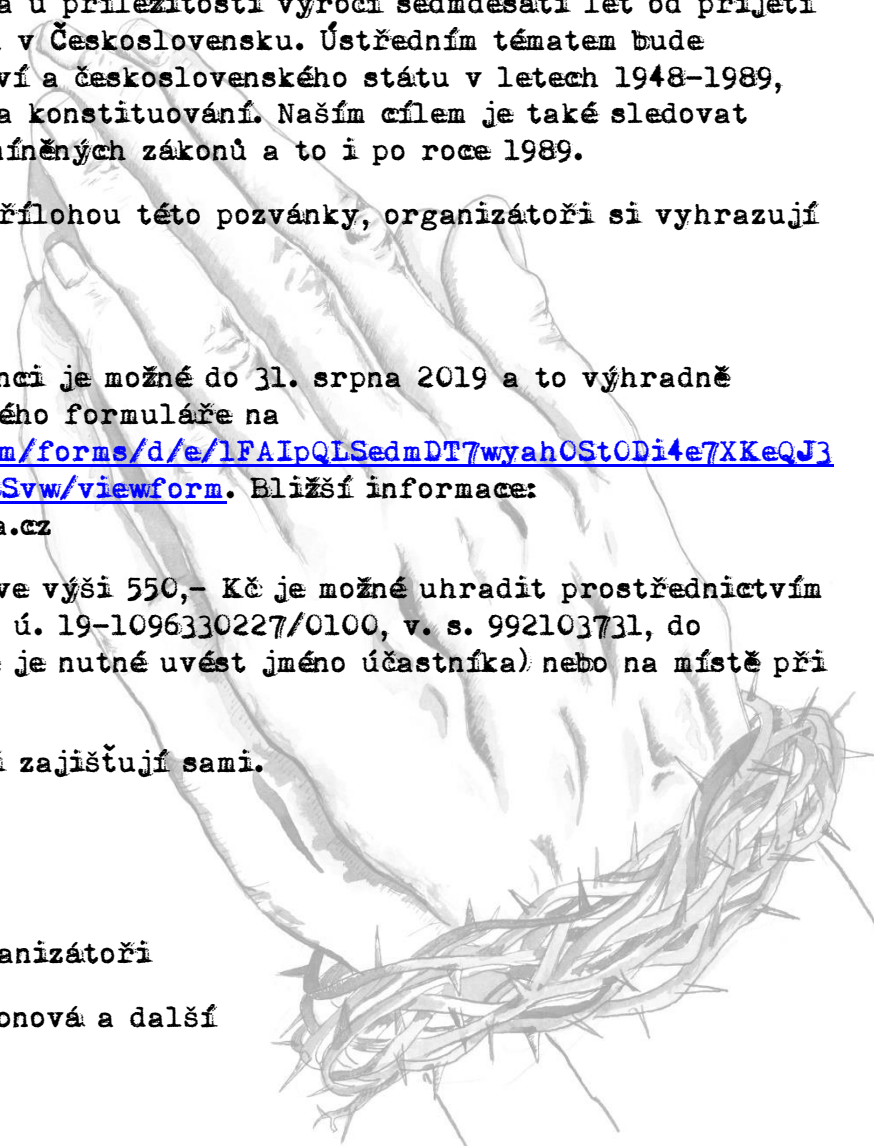 a u příležitosti výročí sedmdesáti let od přijetí
v Československu. Ústředním tématem bude
ví a československého státu v letech 1948-1989,
a konstituování. Naším cílem je také sledovat
míněných zákonů a to i po roce 1989.
řílohou této pozvánky, organizátoři si vyhrazují
nci je možné do 31. srpna 2019 a to výhradně
ého formuláře na
m/forms/d/e/1FAIpQLSedmDT7wyahOStODi4e7XKeQJ3
Svw/viewform. Bližší informace:
a.cz
ve výši 550,- Kč je možné uhradit prostřednictvím
ú. 19-1096330227/0100, v. s. 992103731, do
je nutné uvést jméno účastníka) nebo na místě při
i zajišťují sami.
anizátoři
onová a další